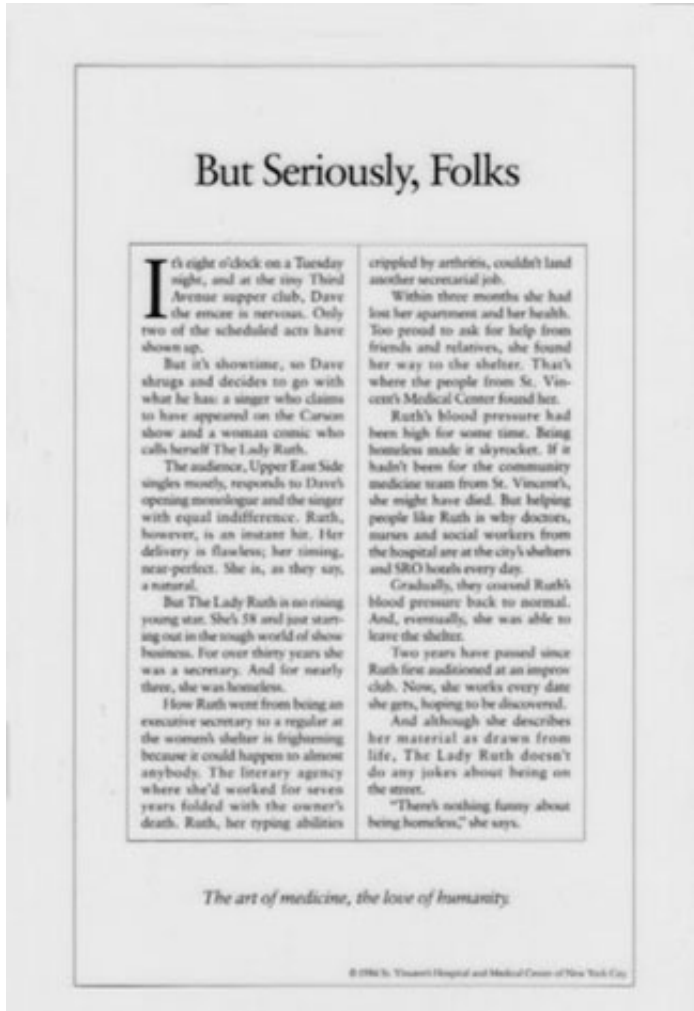 But Seriously, Folks
It's eight o'clock on a Tuesday
night, and at the tiny Third
Avenue supper club, Dave
the emcee is nervous. Only
two of the scheduled acts have
shown up.
But it's showtime, so Dave
shrugs and decides to go with
what he has: a singer who claims
to have appeared on the Carson
show and a woman comic who
calls herself The Lady Ruth.
The audience, Upper East Side
singles mostly, responds to Dave's
opening monologue and the singer
with equal indifference. Ruth,
however, is an instant hit. Her
delivery is flawless; her timing,
near-perfect. She is, as they say,
a natural.
But The Lady Ruth is no rising
young star. She's 58 and just start-
ing out in the tough world of show
business. For over thirty years she
was a secretary. And for nearly
three, she was homeless.
How Ruth went from being an
executive secretary to a regular at
the women's shelter is frightening
because it could happen to almost
anybody. The literary agency
where she'd worked for seven
years folded with the owner's
death. Ruth, her typing abilities
crippled by arthritis, couldn't land
another secretarial job.
Within three months she had
lost her apartment and her health.
Too proud to ask for help from
friends and relatives, she found
her way to the shelter. That's
where the people from St. Vin-
cent's Medical Center found her.
Ruth's blood pressure had
been high for some time. Being
homeless made it skyrocket. If it
hadn't been for the community
medicine team from St. Vincent's,
she might have died. But helping
people like Ruth is why doctors,
nurses and social workers from
the hospital are at the city's shelters
and SRO hotels every day.
Gradually, they coaxed Ruth's
blood pressure back to normal.
And, eventually, she was able to
leave the shelter.
Two years have passed since
Ruth first auditioned at an improv
club. Now, she works every date
she gets, hoping to be discovered.
And although she describes
her material as drawn from
life, The Lady Ruth doesn't
do any jokes about being on
the street.
"There's nothing funny about
being homeless," she says.
The art of medicine, the love of humanity.
© St. Vincent's Hospital and Medical Center of New York City